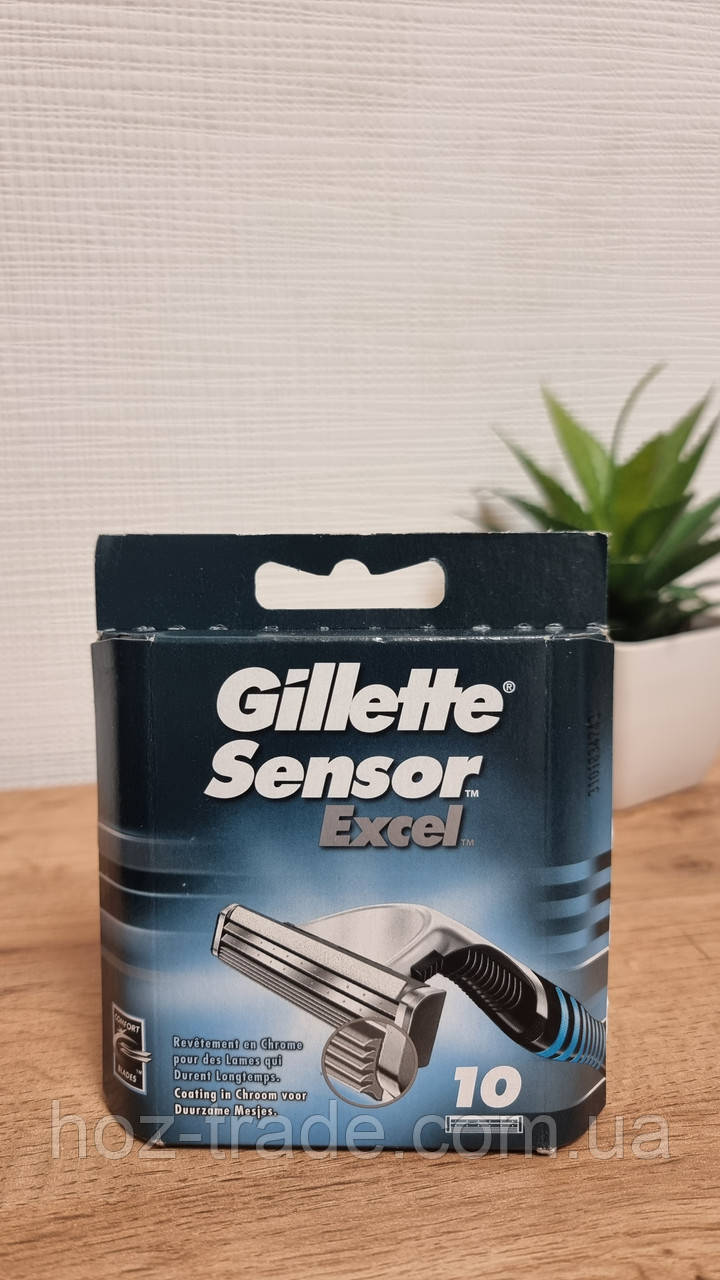 Gillette®
Sensor™
Excel™
COMFORT
BLADES™
Revêtement en Chrome
pour des Lames qui
Durent Longtemps.
Coating in Chroom voor
Duurzame Mesjes.
10
hoz-trade.com.ua